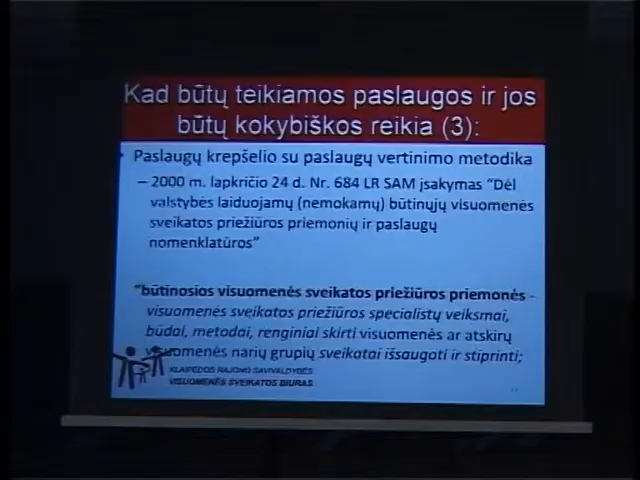 Kad būtų teikiamos paslaugos ir jos
būtų kokybiškos reikia (3):
Paslaugų krepšelio su paslaugų vertinimo metodika
– 2000 m. lapkričio 24 d. Nr. 684 LR SAM įsakymas "Dėl
valstybės laiduojamų (nemokamų) būtinųjų visuomenės
sveikatos priežiūros priemonių ir paslaugų
nomenklatūros"
"būtinosios visuomenės sveikatos priežiūros priemonės -
visuomenės sveikatos priežiūros specialistų veiksmai,
būdai, metodai, renginiai skirti visuomenės ar atskirų
visuomenės narių grupių sveikatai išsaugoti ir stiprinti;
KLAIPĖDOS RAJONO SAVIVALDYBĖS
VISUOMENĖS SVEIKATOS BIURAS